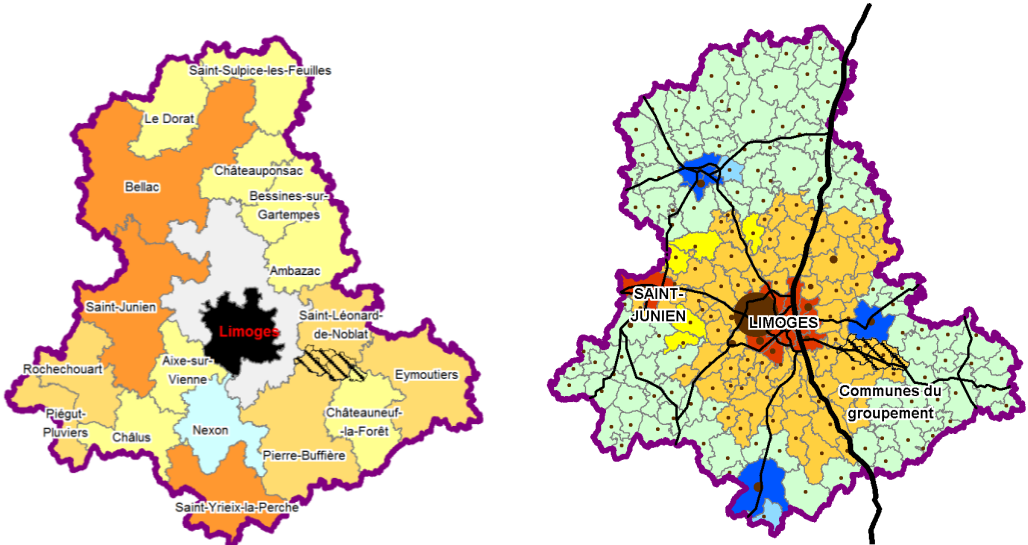 Saint-Sulpice-les-Feuilles
Le Dorat
Châteauponsac
Bellac
Bessines-sur-
Gartempes
Ambazac
Saint-Junien
Saint-Léonard-
de-Noblat
Limoges
Aixe-sur-
Vienne
Rochechouart
Eymoutiers
Piégut-
Pluviers
Châlus
Nexon
Châteauneuf-
-la-Forêt
Pierre-Buffière
Saint-Yrieix-la-Perche
SAINT-
JUNIEN
LIMOGES
Communes du
groupement